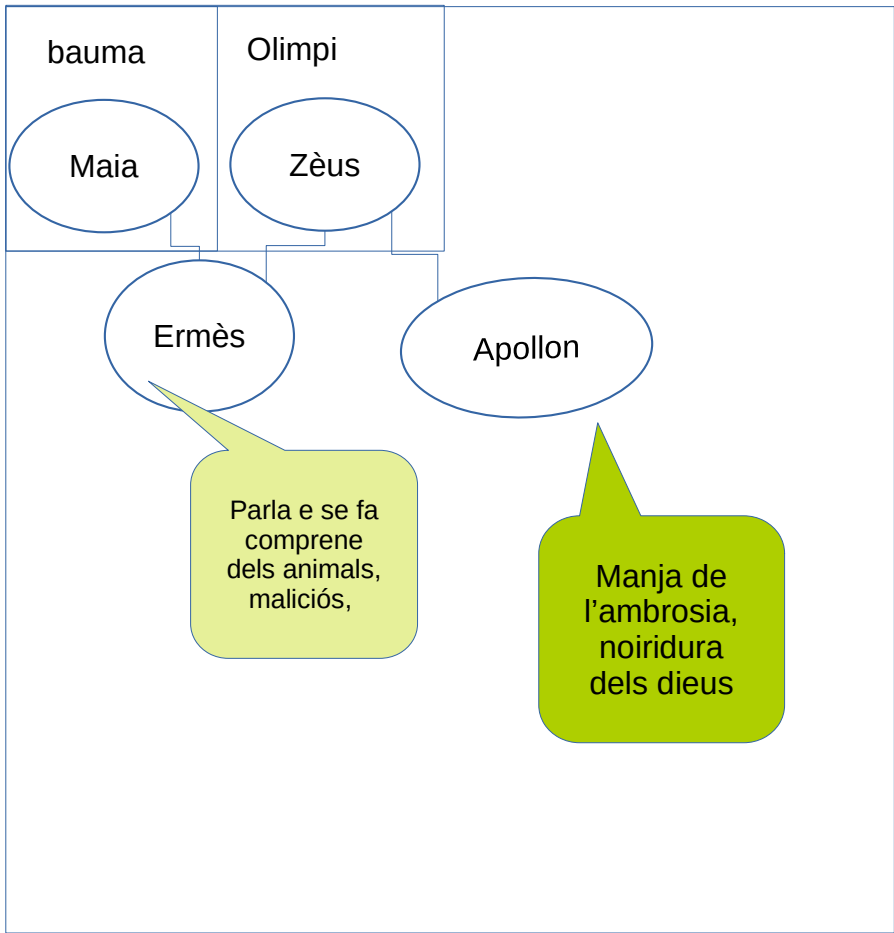 bauma
Olimpi
Maia
Zèus
Ermès
Apollon
Parla e se fa
comprene
dels animals,
maliciós,
Manja de
l’ambrosia,
noiridura
dels dieus